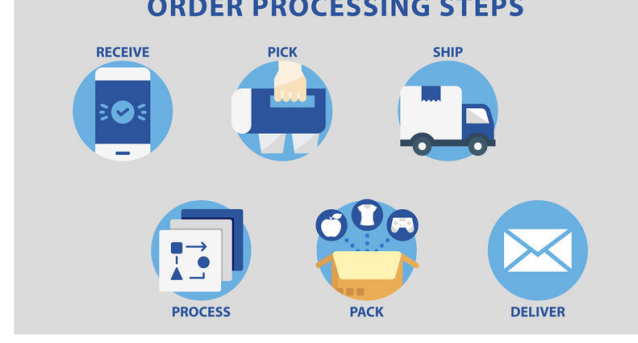 ORDER PROCESSING STEPS
RECEIVE
PICK
SHIP
PROCESS
PACK
DELIVER